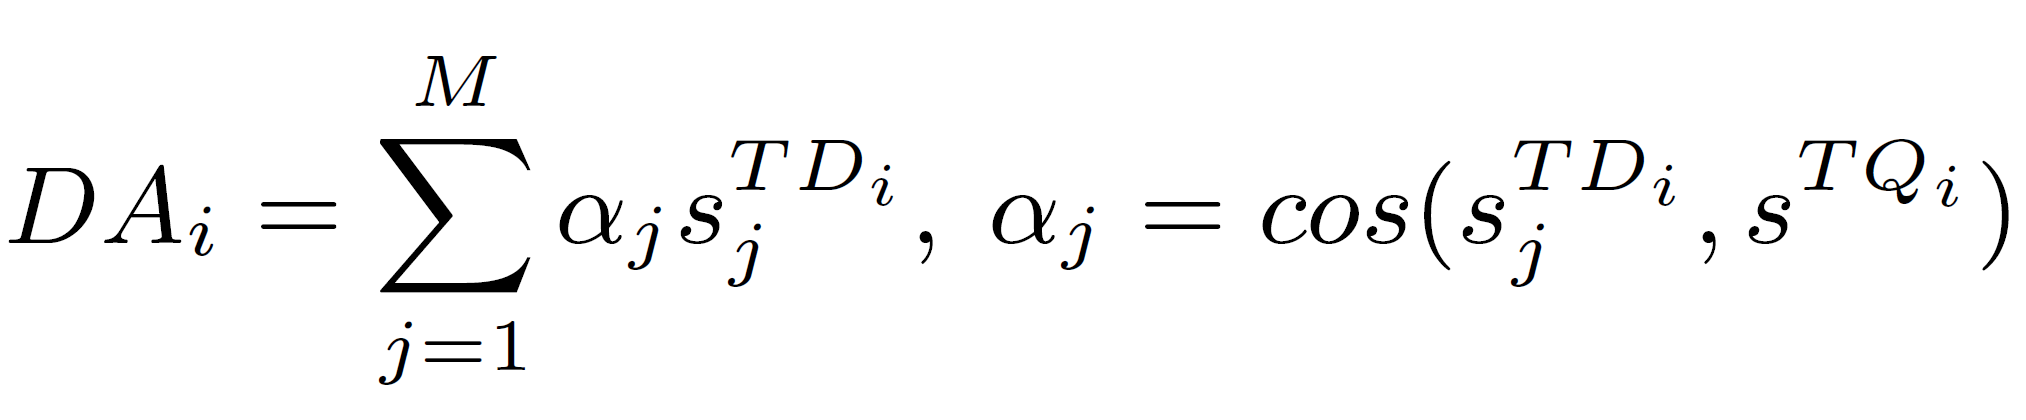 DA_i = \sum_{j=1}^{M} \alpha_j s_j^{TD_i}, \alpha_j = cos(s_j^{TD_i}, s^{TQ_i})